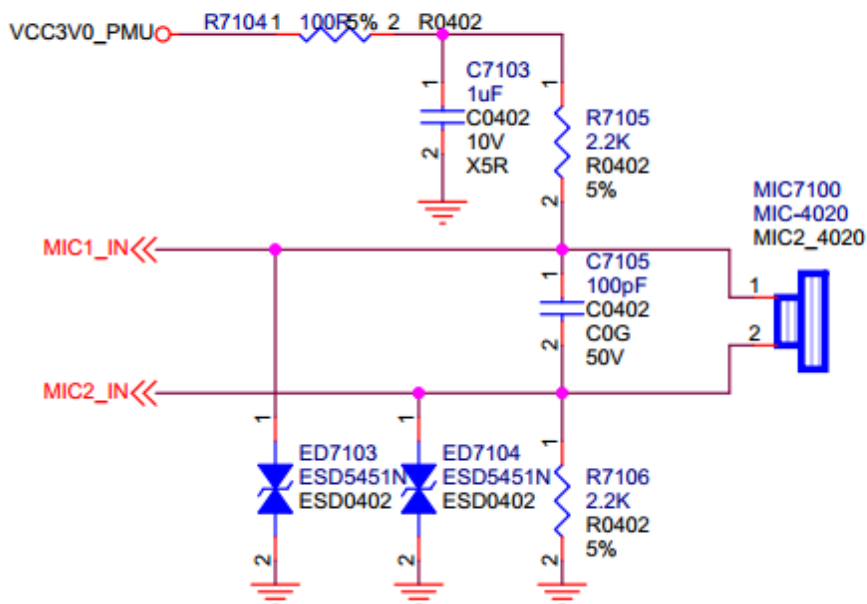 VCC3V0_PMU
R7104 1 100R 5% 2 R0402
1
C7103
1uF
C0402
10V
X5R
2
1
R7105
2.2K
R0402
5%
2
MIC7100
MIC-4020
MIC2_4020
MIC1_IN
1
C7105
100pF
C0402
C0G
50V
2
1
2
MIC2_IN
1
ED7103
ESD5451N
ESD0402
2
1
ED7104
ESD5451N
ESD0402
2
1
R7106
2.2K
R0402
5%
2